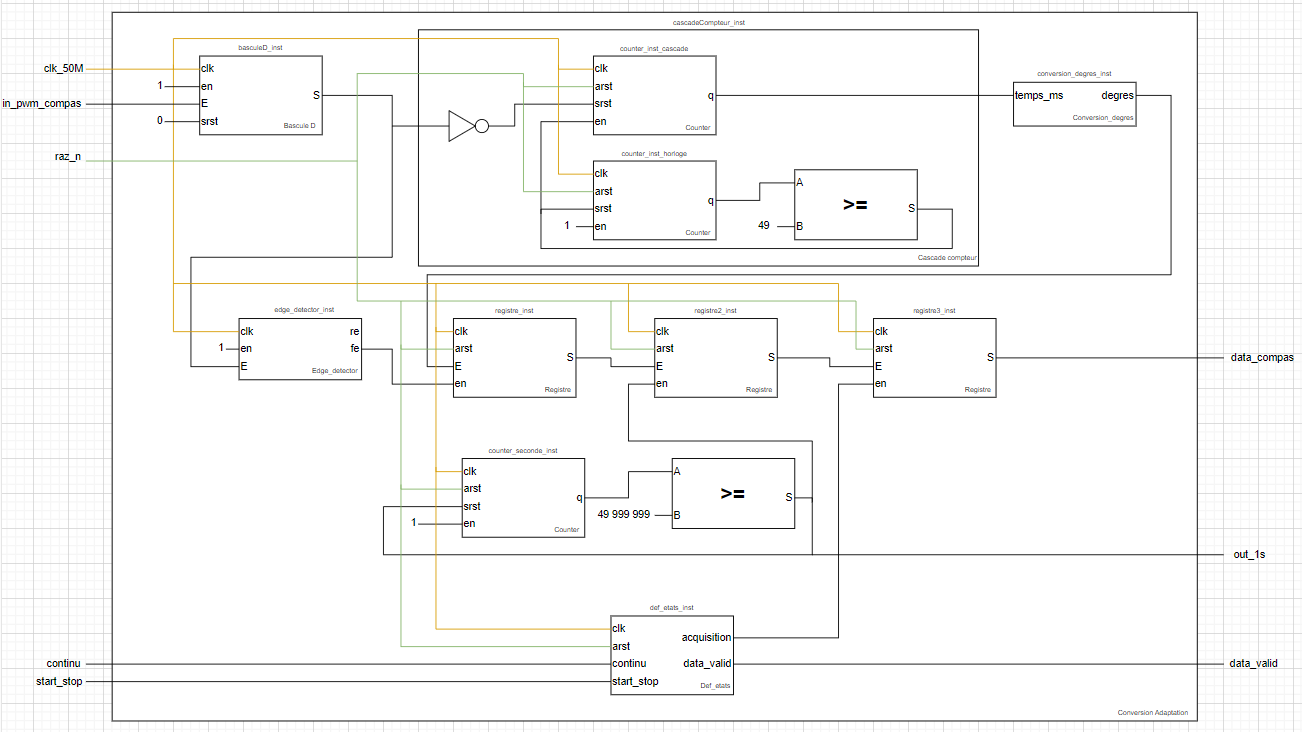 cascadeCompteur_inst
clk_50M
in_pwm_compas
raz_n
1
0
basculeD_inst
clk
en
E
srst
S
Bascule D
counter_inst_cascade
clk
arst
srst
en
q
Counter
counter_inst_horloge
clk
arst
srst
en
q
Counter
1
A
B
>=
S
49
Cascade compteur
conversion_degres_inst
temps_ms
degres
Conversion_degres
edge_detector_inst
clk
en
E
re
fe
Edge_detector
1
registre_inst
clk
arst
E
en
S
Registre
registre2_inst
clk
arst
E
en
S
Registre
registre3_inst
clk
arst
E
en
S
Registre
data_compas
counter_seconde_inst
clk
arst
srst
en
q
Counter
1
A
B
>=
S
49 999 999
out_1s
def_etats_inst
clk
arst
continu
start_stop
acquisition
data_valid
Def_etats
continu
start_stop
data_valid
Conversion Adaptation